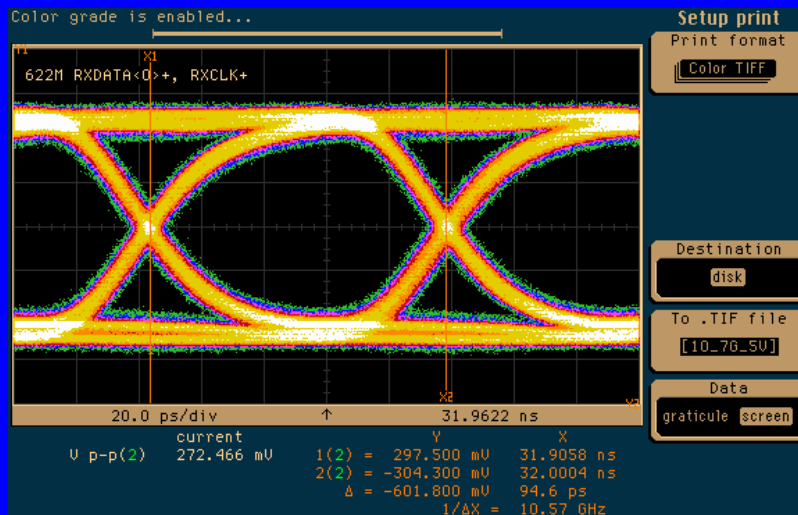 Color grade is enabled...
Setup print
Print format
Color TIFF
Y1
X1
622M RXDATA<0>+, RXCLK+
Destination
disk
To .TIF file
[10_7G_5V]
Data
graticule screen
X2
Y2
20.0 ps/div ↑ 31.9622 ns
current Y X
V p-p(2) 272.466 mV 1(2) = 297.500 mV 31.9058 ns
2(2) = -304.300 mV 32.0004 ns
Δ = -601.800 mV 94.6 ps
1/ΔX = 10.57 GHz